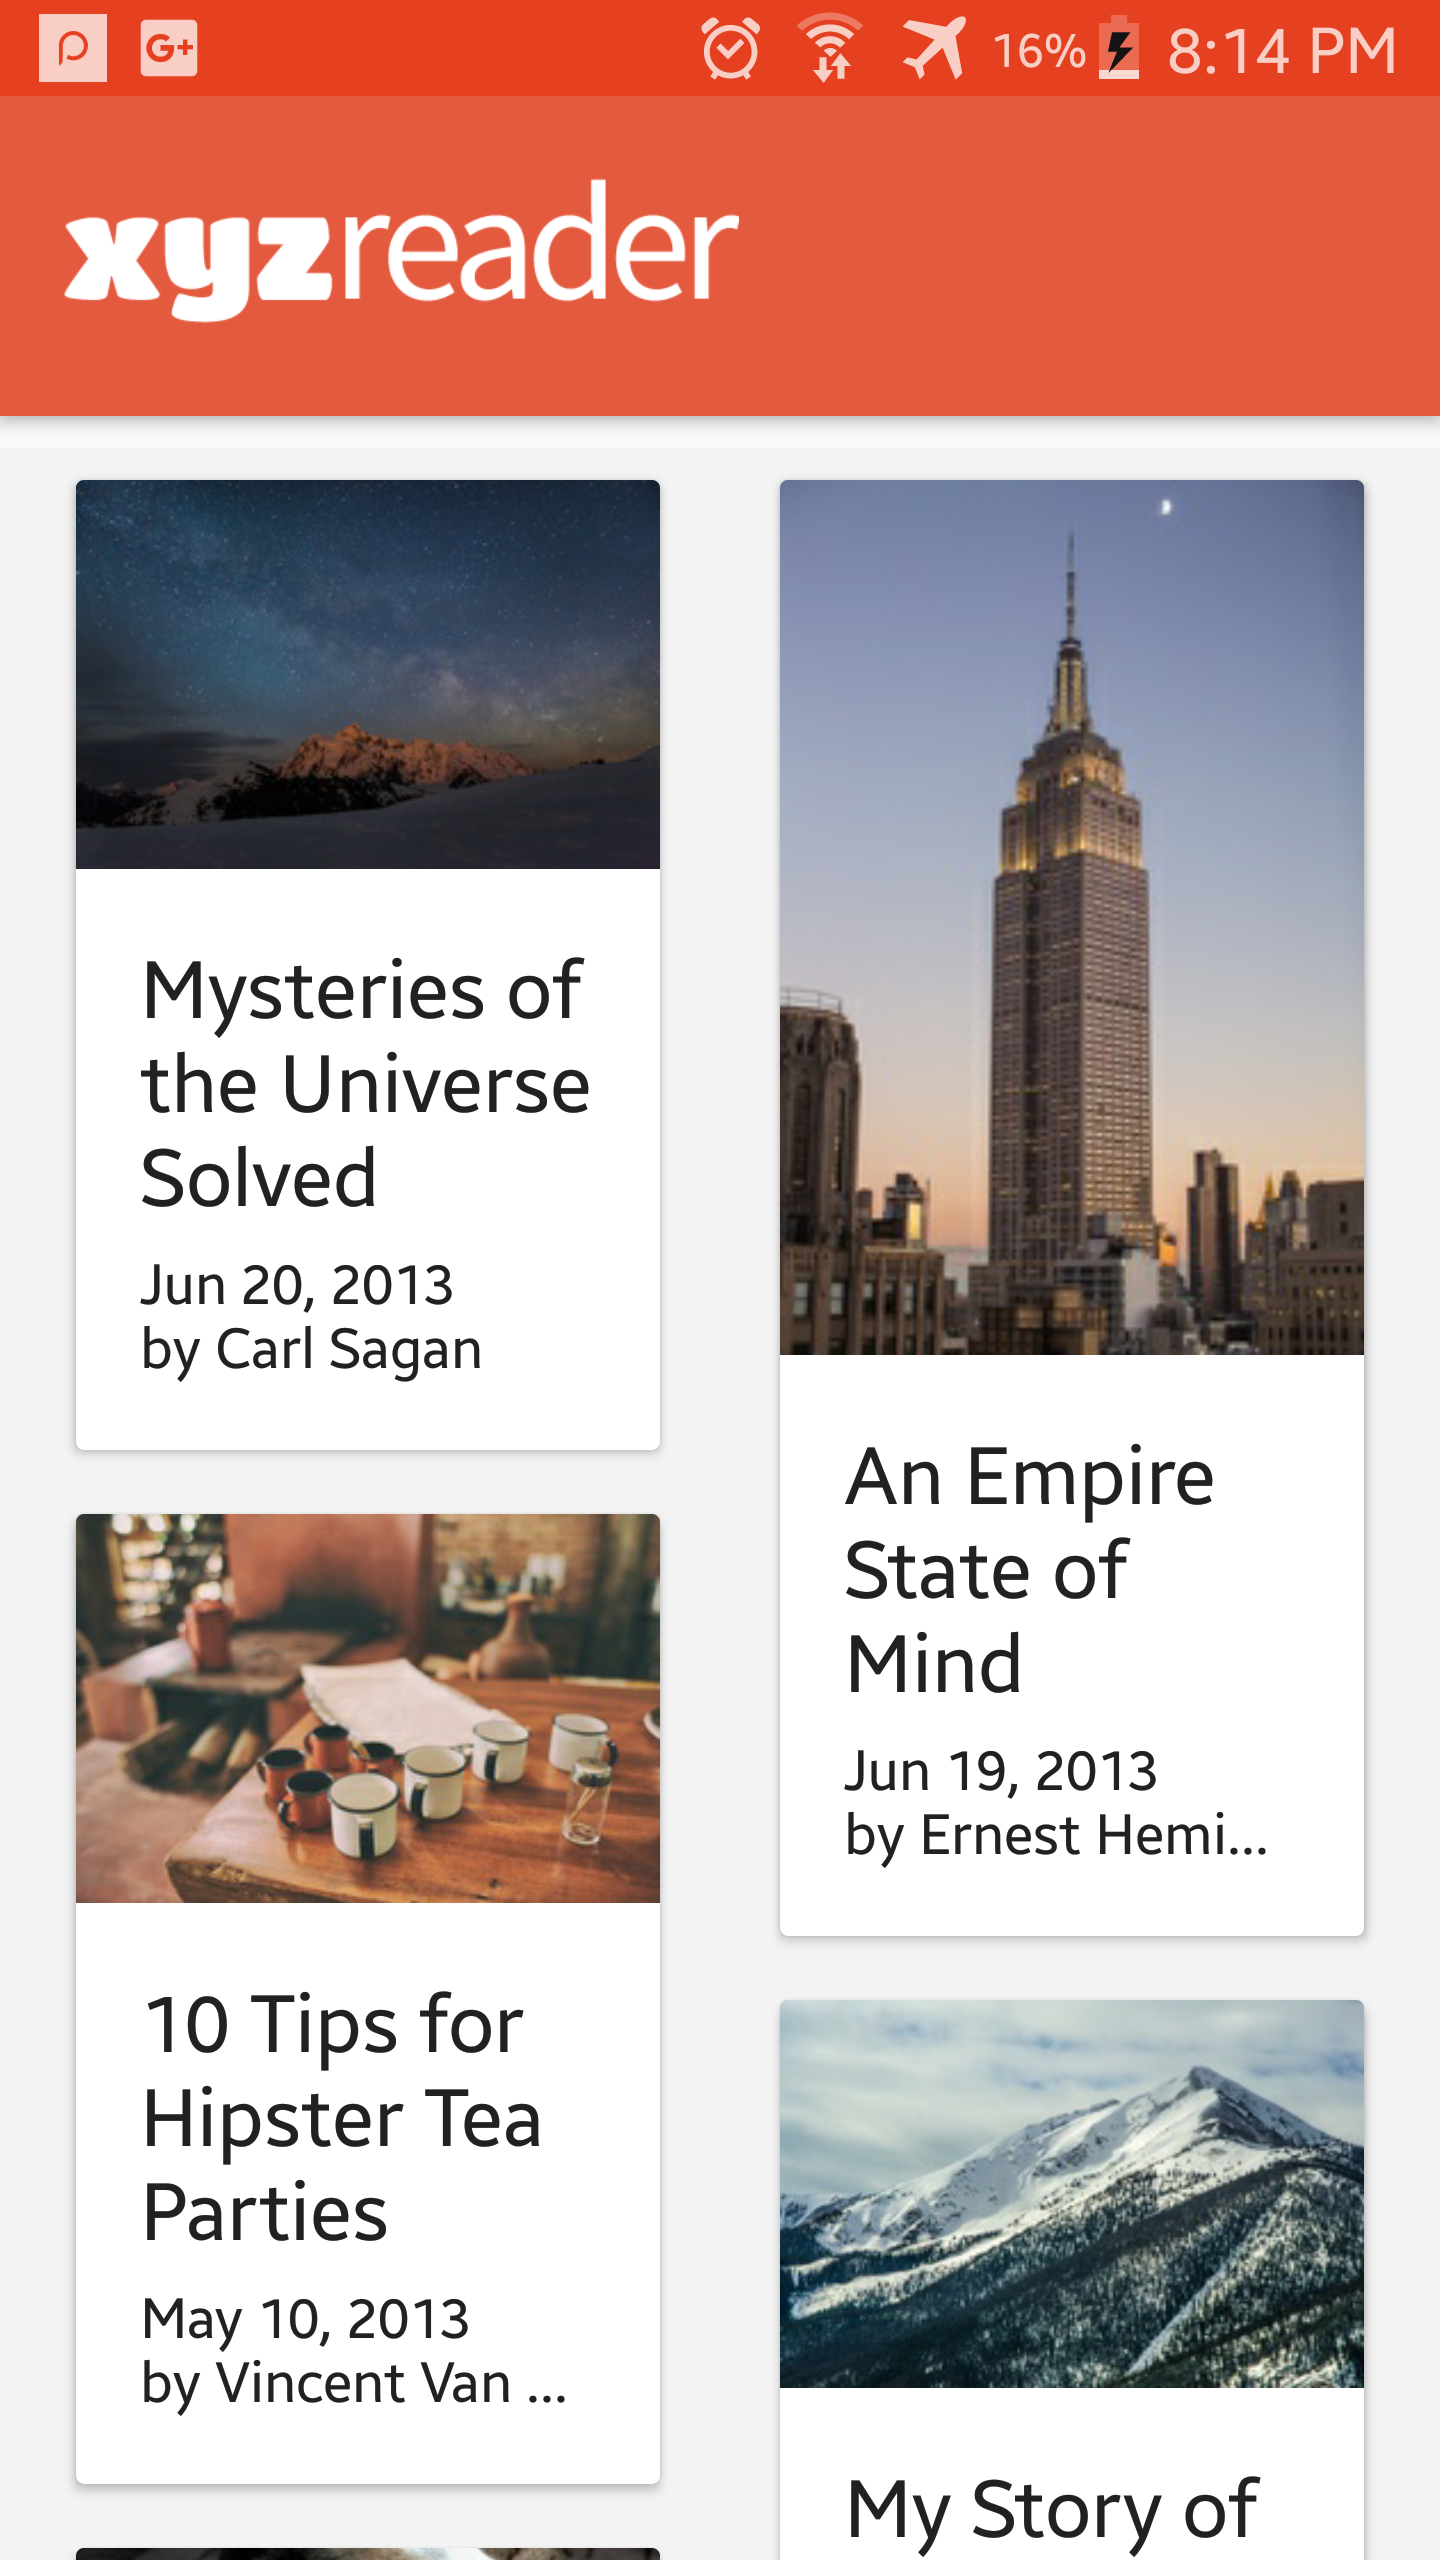 G+
16%
8:14 PM
xyzreader
Mysteries of
the Universe
Solved
Jun 20, 2013
by Carl Sagan
An Empire
State of
Mind
Jun 19, 2013
by Ernest Hemi...
10 Tips for
Hipster Tea
Parties
May 10, 2013
by Vincent Van ...
My Story of